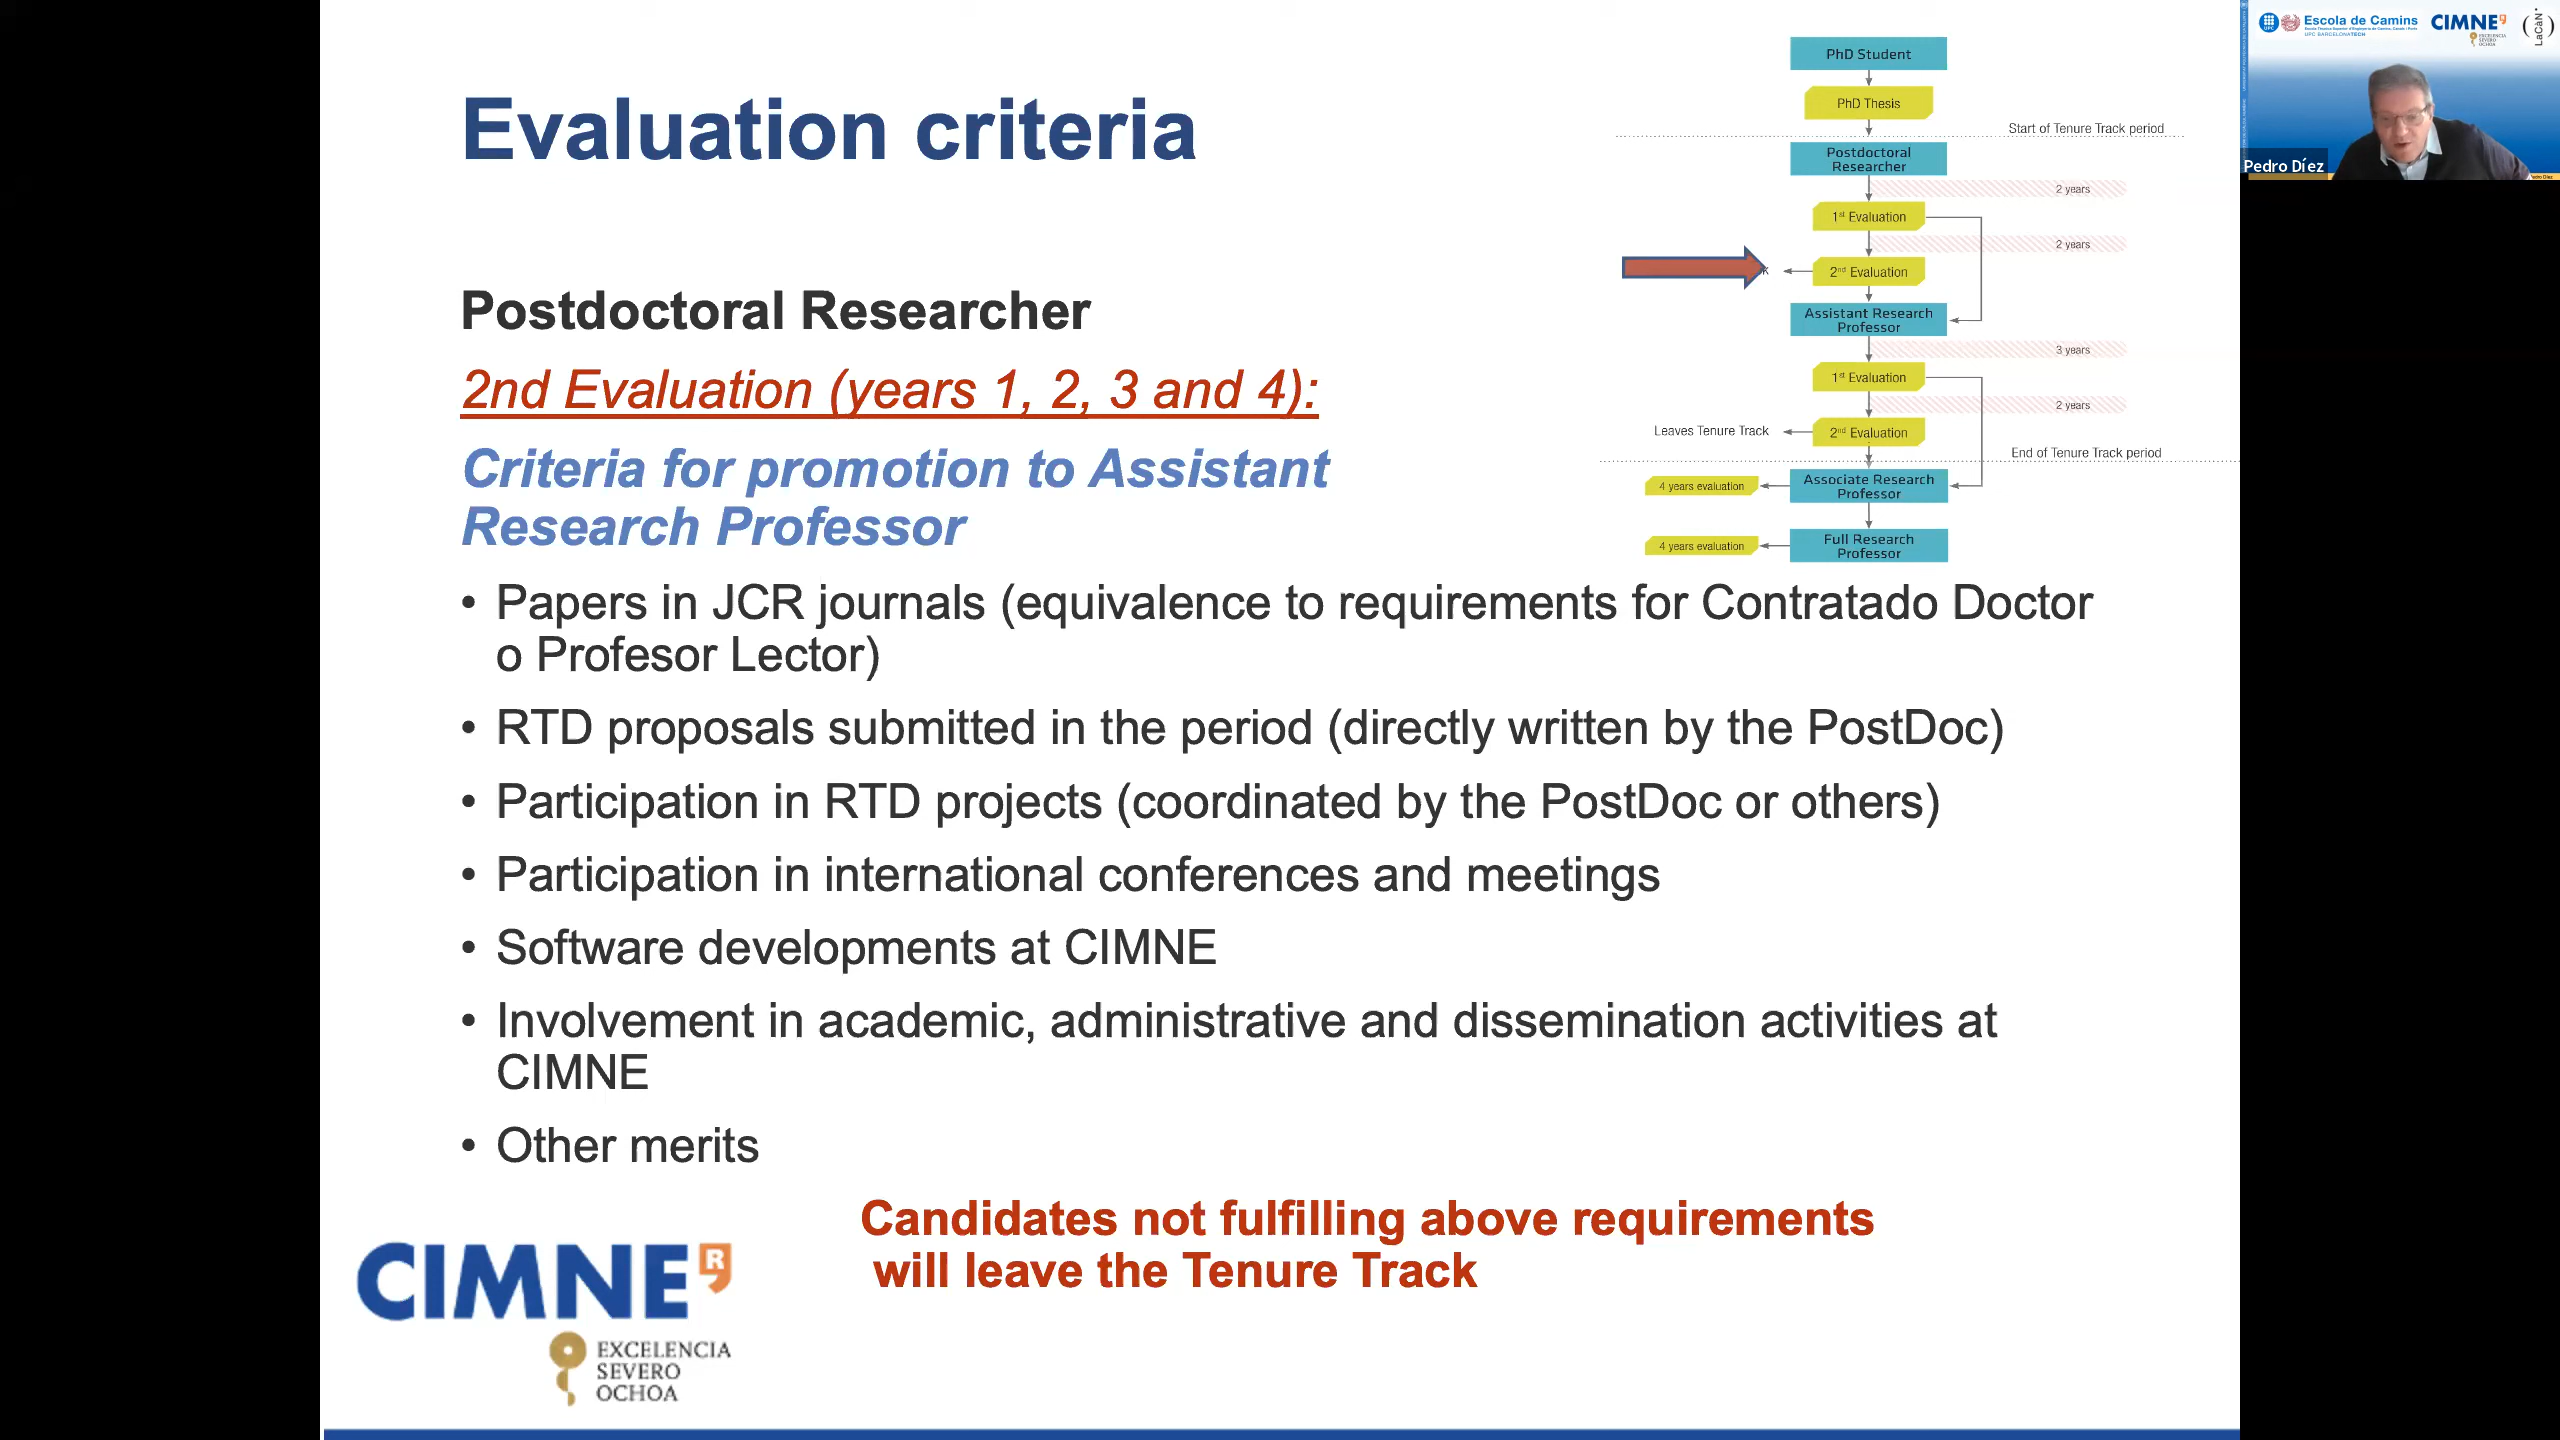 Evaluation criteria
Postdoctoral Researcher
2nd Evaluation (years 1, 2, 3 and 4):
Criteria for promotion to Assistant
Research Professor
• Papers in JCR journals (equivalence to requirements for Contratado Doctor
o Profesor Lector)
• RTD proposals submitted in the period (directly written by the PostDoc)
• Participation in RTD projects (coordinated by the PostDoc or others)
• Participation in international conferences and meetings
• Software developments at CIMNE
• Involvement in academic, administrative and dissemination activities at
CIMNE
• Other merits
Candidates not fulfilling above requirements
will leave the Tenure Track
CIMNE R
EXCELENCIA
SEVERO
OCHOA
PhD Student
PhD Thesis
Start of Tenure Track period
Postdoctoral
Researcher
2 years
1st Evaluation
2 years
2nd Evaluation
Assistant Research
Professor
3 years
1st Evaluation
2 years
Leaves Tenure Track
2nd Evaluation
End of Tenure Track period
4 years evaluation
Associate Research
Professor
4 years evaluation
Full Research
Professor
UPC
Escola de Camins
UPC BARCELONATECH
CIMNE
EXCELENCIA
SEVERO
OCHOA
LaCàN
Pedro Díez